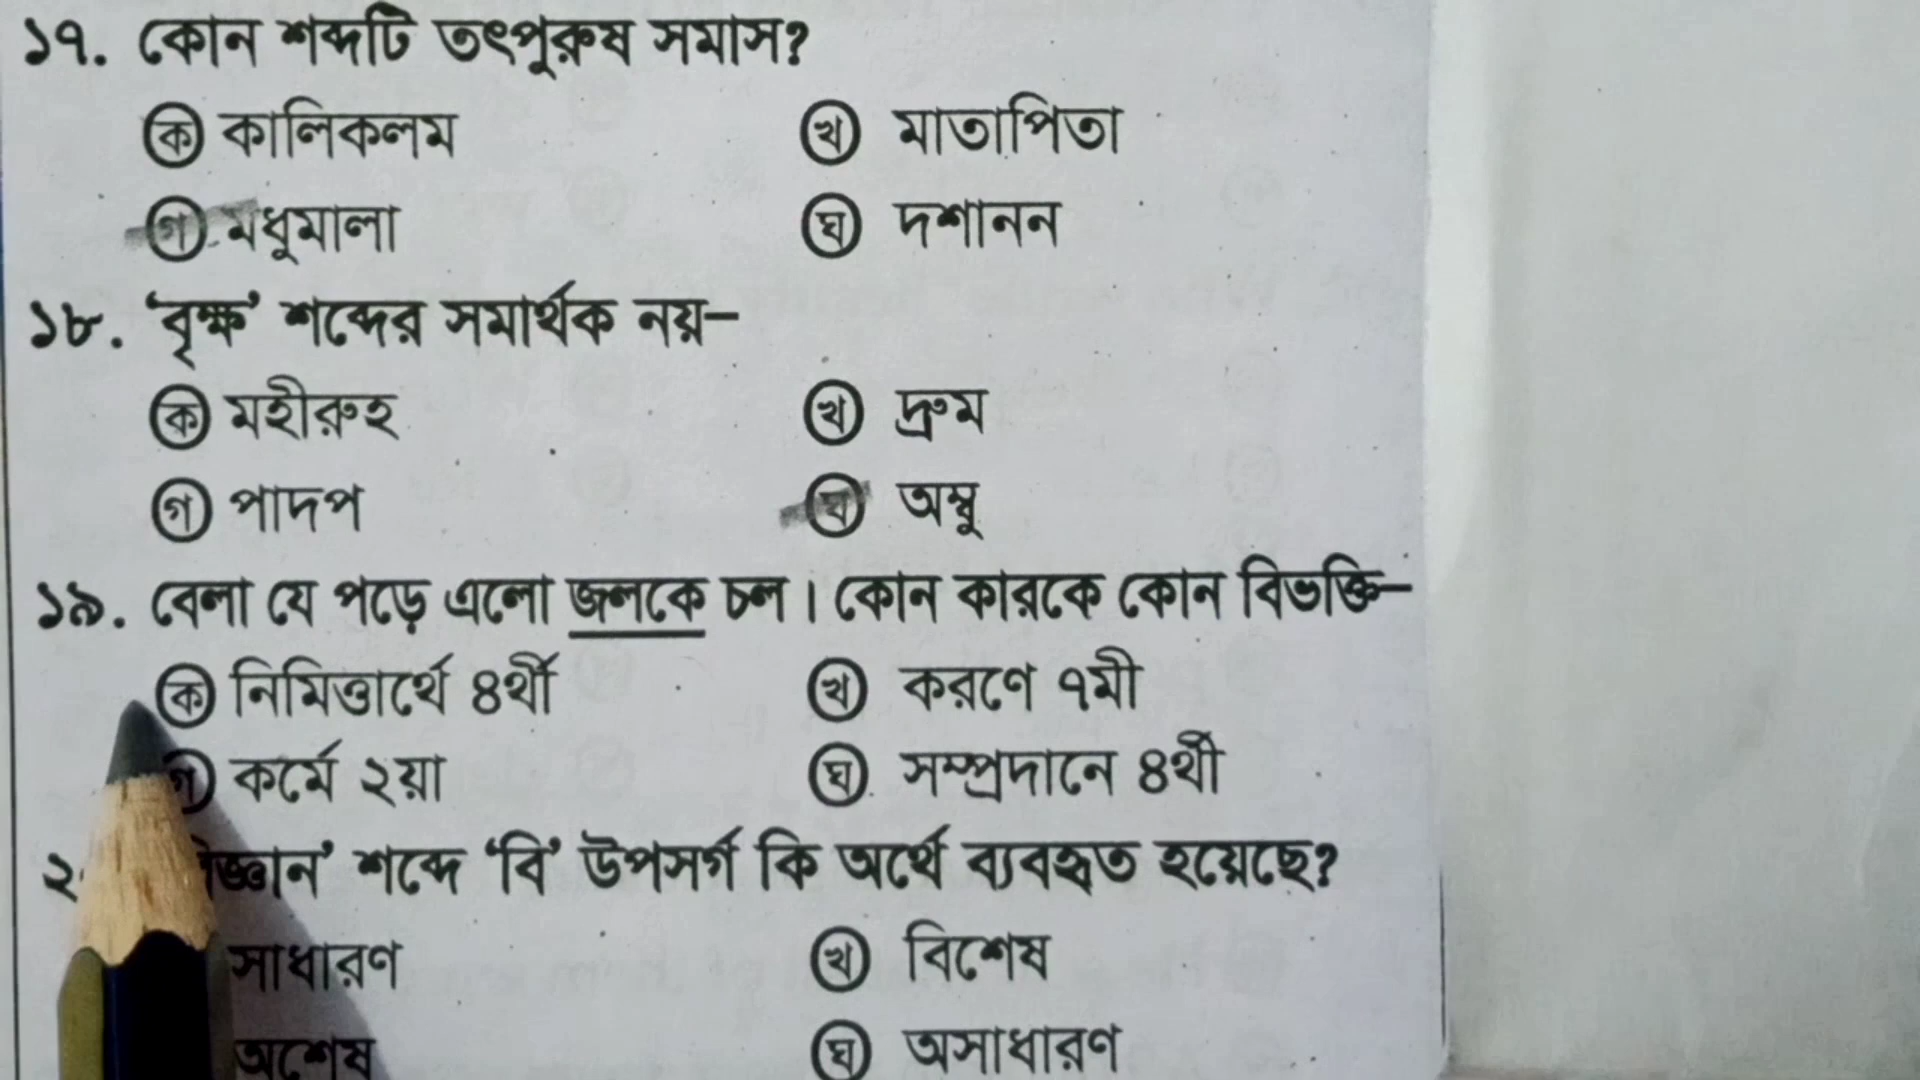 ১৭. কোন শব্দটি তৎপুরুষ সমাস?
ক কালিকলম খ মাতাপিতা
গ মধুমালা ঘ দশানন
১৮. ‘বৃক্ষ’ শব্দের সমার্থক নয়–
ক মহীরুহ খ দ্রুম
গ পাদপ ঘ অম্বু
১৯. বেলা যে পড়ে এলো জলকে চল। কোন কারকে কোন বিভক্তি–
ক নিমিত্তার্থে ৪র্থী খ করণে ৭মী
গ কর্মে ২য়া ঘ সম্প্রদানে ৪র্থী
শব্দে ‘বি’ উপসর্গ কি অর্থে ব্যবহৃত হয়েছে?
সাধারণ খ বিশেষ
অশেষ ঘ অসাধারণ